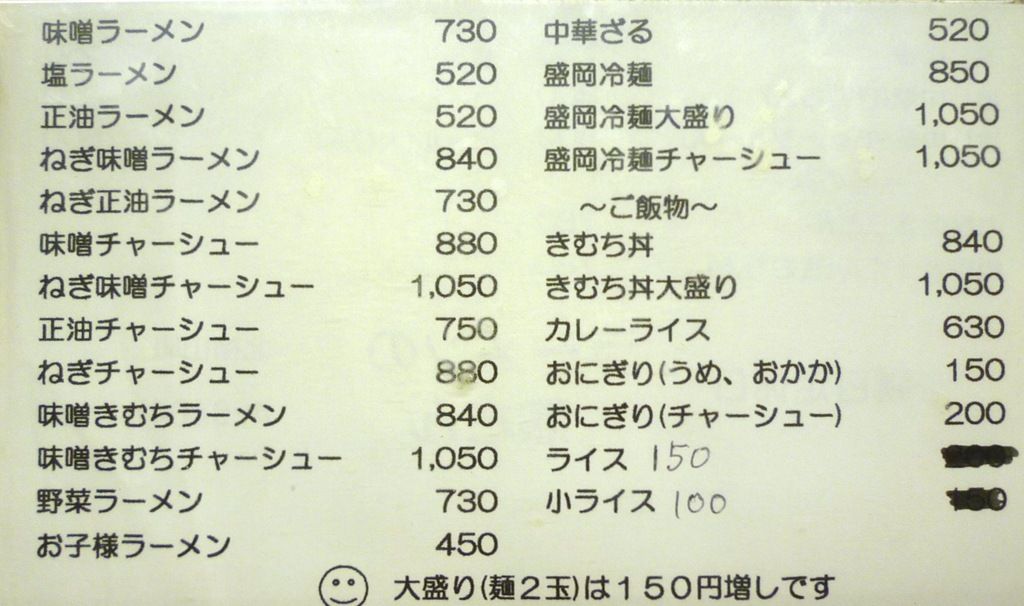 味噌ラーメン 730
塩ラーメン 520
正油ラーメン 520
ねぎ味噌ラーメン 840
ねぎ正油ラーメン 730
味噌チャーシュー 880
ねぎ味噌チャーシュー 1,050
正油チャーシュー 750
ねぎチャーシュー 880
味噌きむちラーメン 840
味噌きむちチャーシュー 1,050
野菜ラーメン 730
お子様ラーメン 450
中華ざる 520
盛岡冷麺 850
盛岡冷麺大盛り 1,050
盛岡冷麺チャーシュー 1,050
～ご飯物～
きむち丼 840
きむち丼大盛り 1,050
カレーライス 630
おにぎり(うめ、おかか) 150
おにぎり(チャーシュー) 200
ライス 150
小ライス 100
大盛り(麺２玉)は１５０円増しです